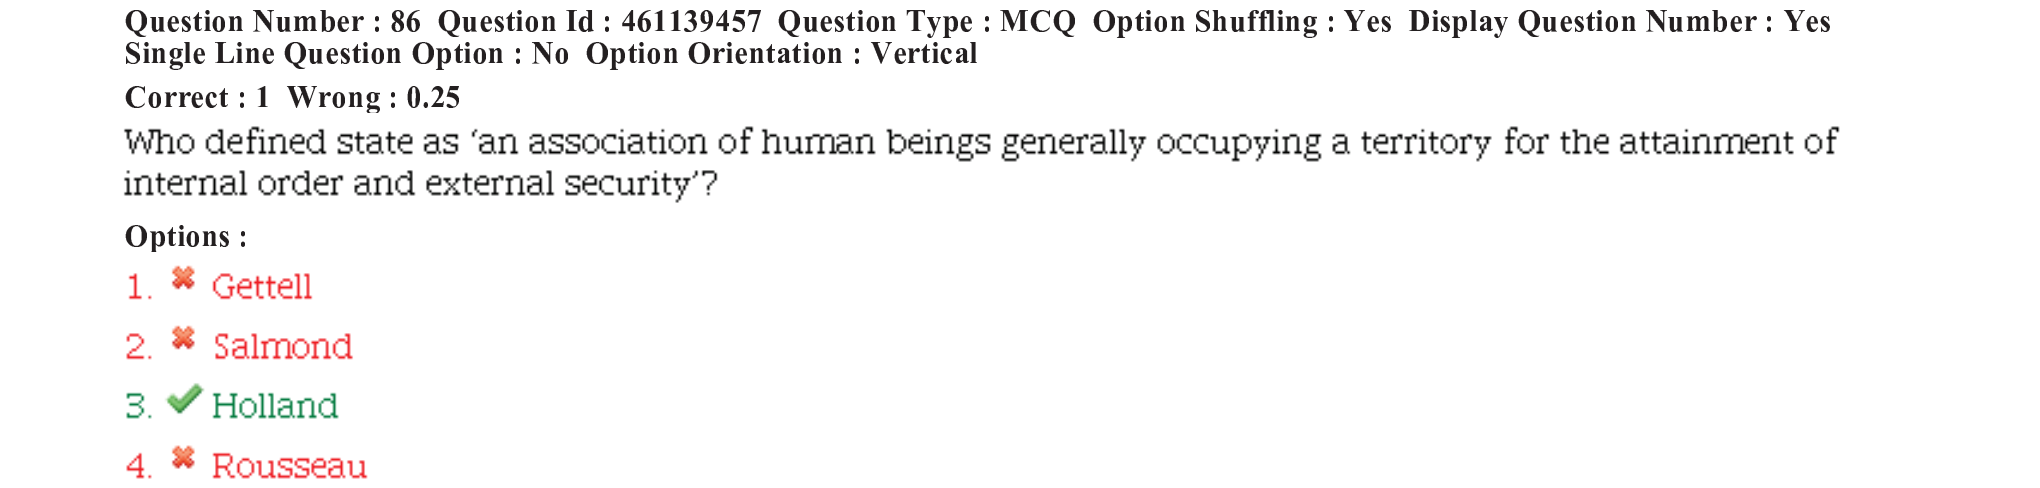 Question Number : 86 Question Id : 461139457 Question Type : MCQ Option Shuffling : Yes Display Question Number : Yes
Single Line Question Option : No Option Orientation : Vertical
Correct : 1 Wrong : 0.25
Who defined state as ‘an association of human beings generally occupying a territory for the attainment of
internal order and external security’?
Options :
1. Gettell
2. Salmond
3. Holland
4. Rousseau